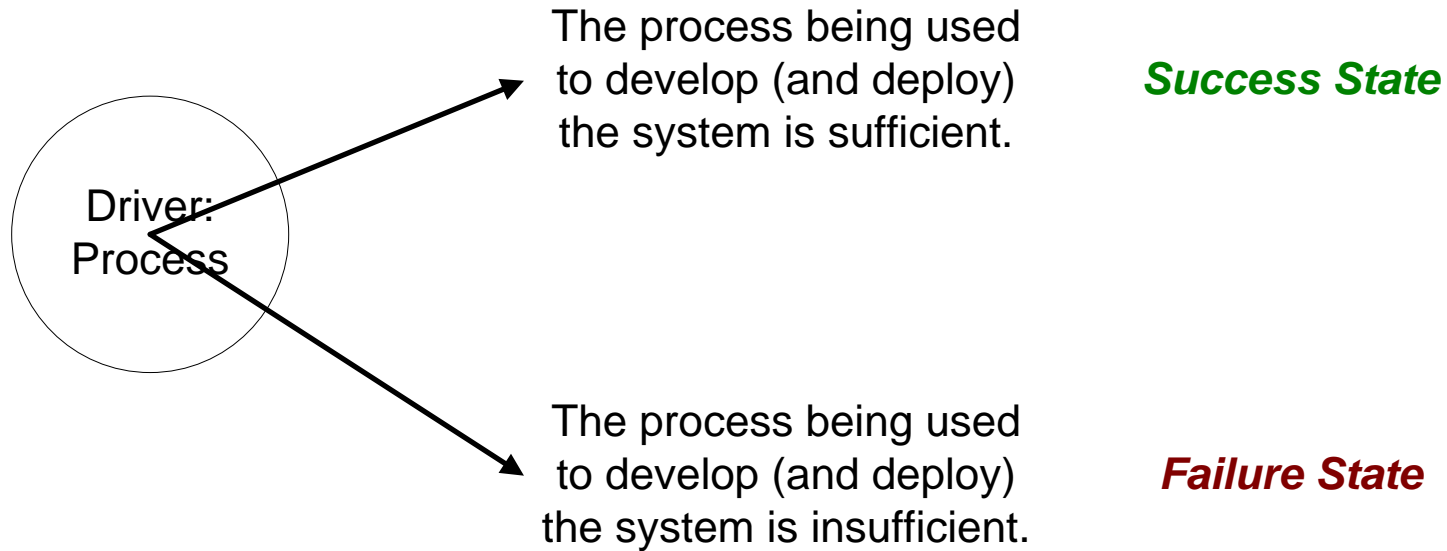 The process being used
to develop (and deploy)
the system is sufficient.
Success State
Driver:
Process
The process being used
to develop (and deploy)
the system is insufficient.
Failure State